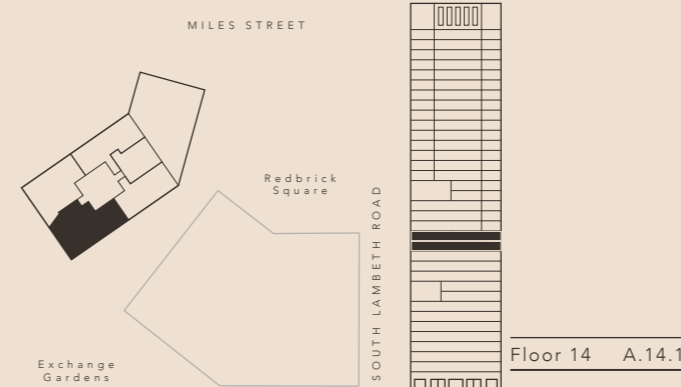 MILES STREET
Redbrick
Square
SOUTH LAMBETH ROAD
Floor 14 A.14.1
Exchange
Gardens